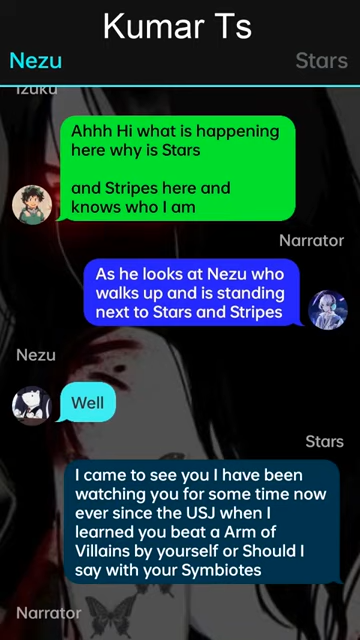 Kumar Ts
Nezu
Stars
Izuku
Ahhh Hi what is happening
here why is Stars
and Stripes here and
knows who I am
Narrator
As he looks at Nezu who
walks up and is standing
next to Stars and Stripes
Nezu
Well
Stars
I came to see you I have been
watching you for some time now
ever since the USJ when I
learned you beat a Arm of
Villains by yourself or Should I
say with your Symbiotes
Narrator